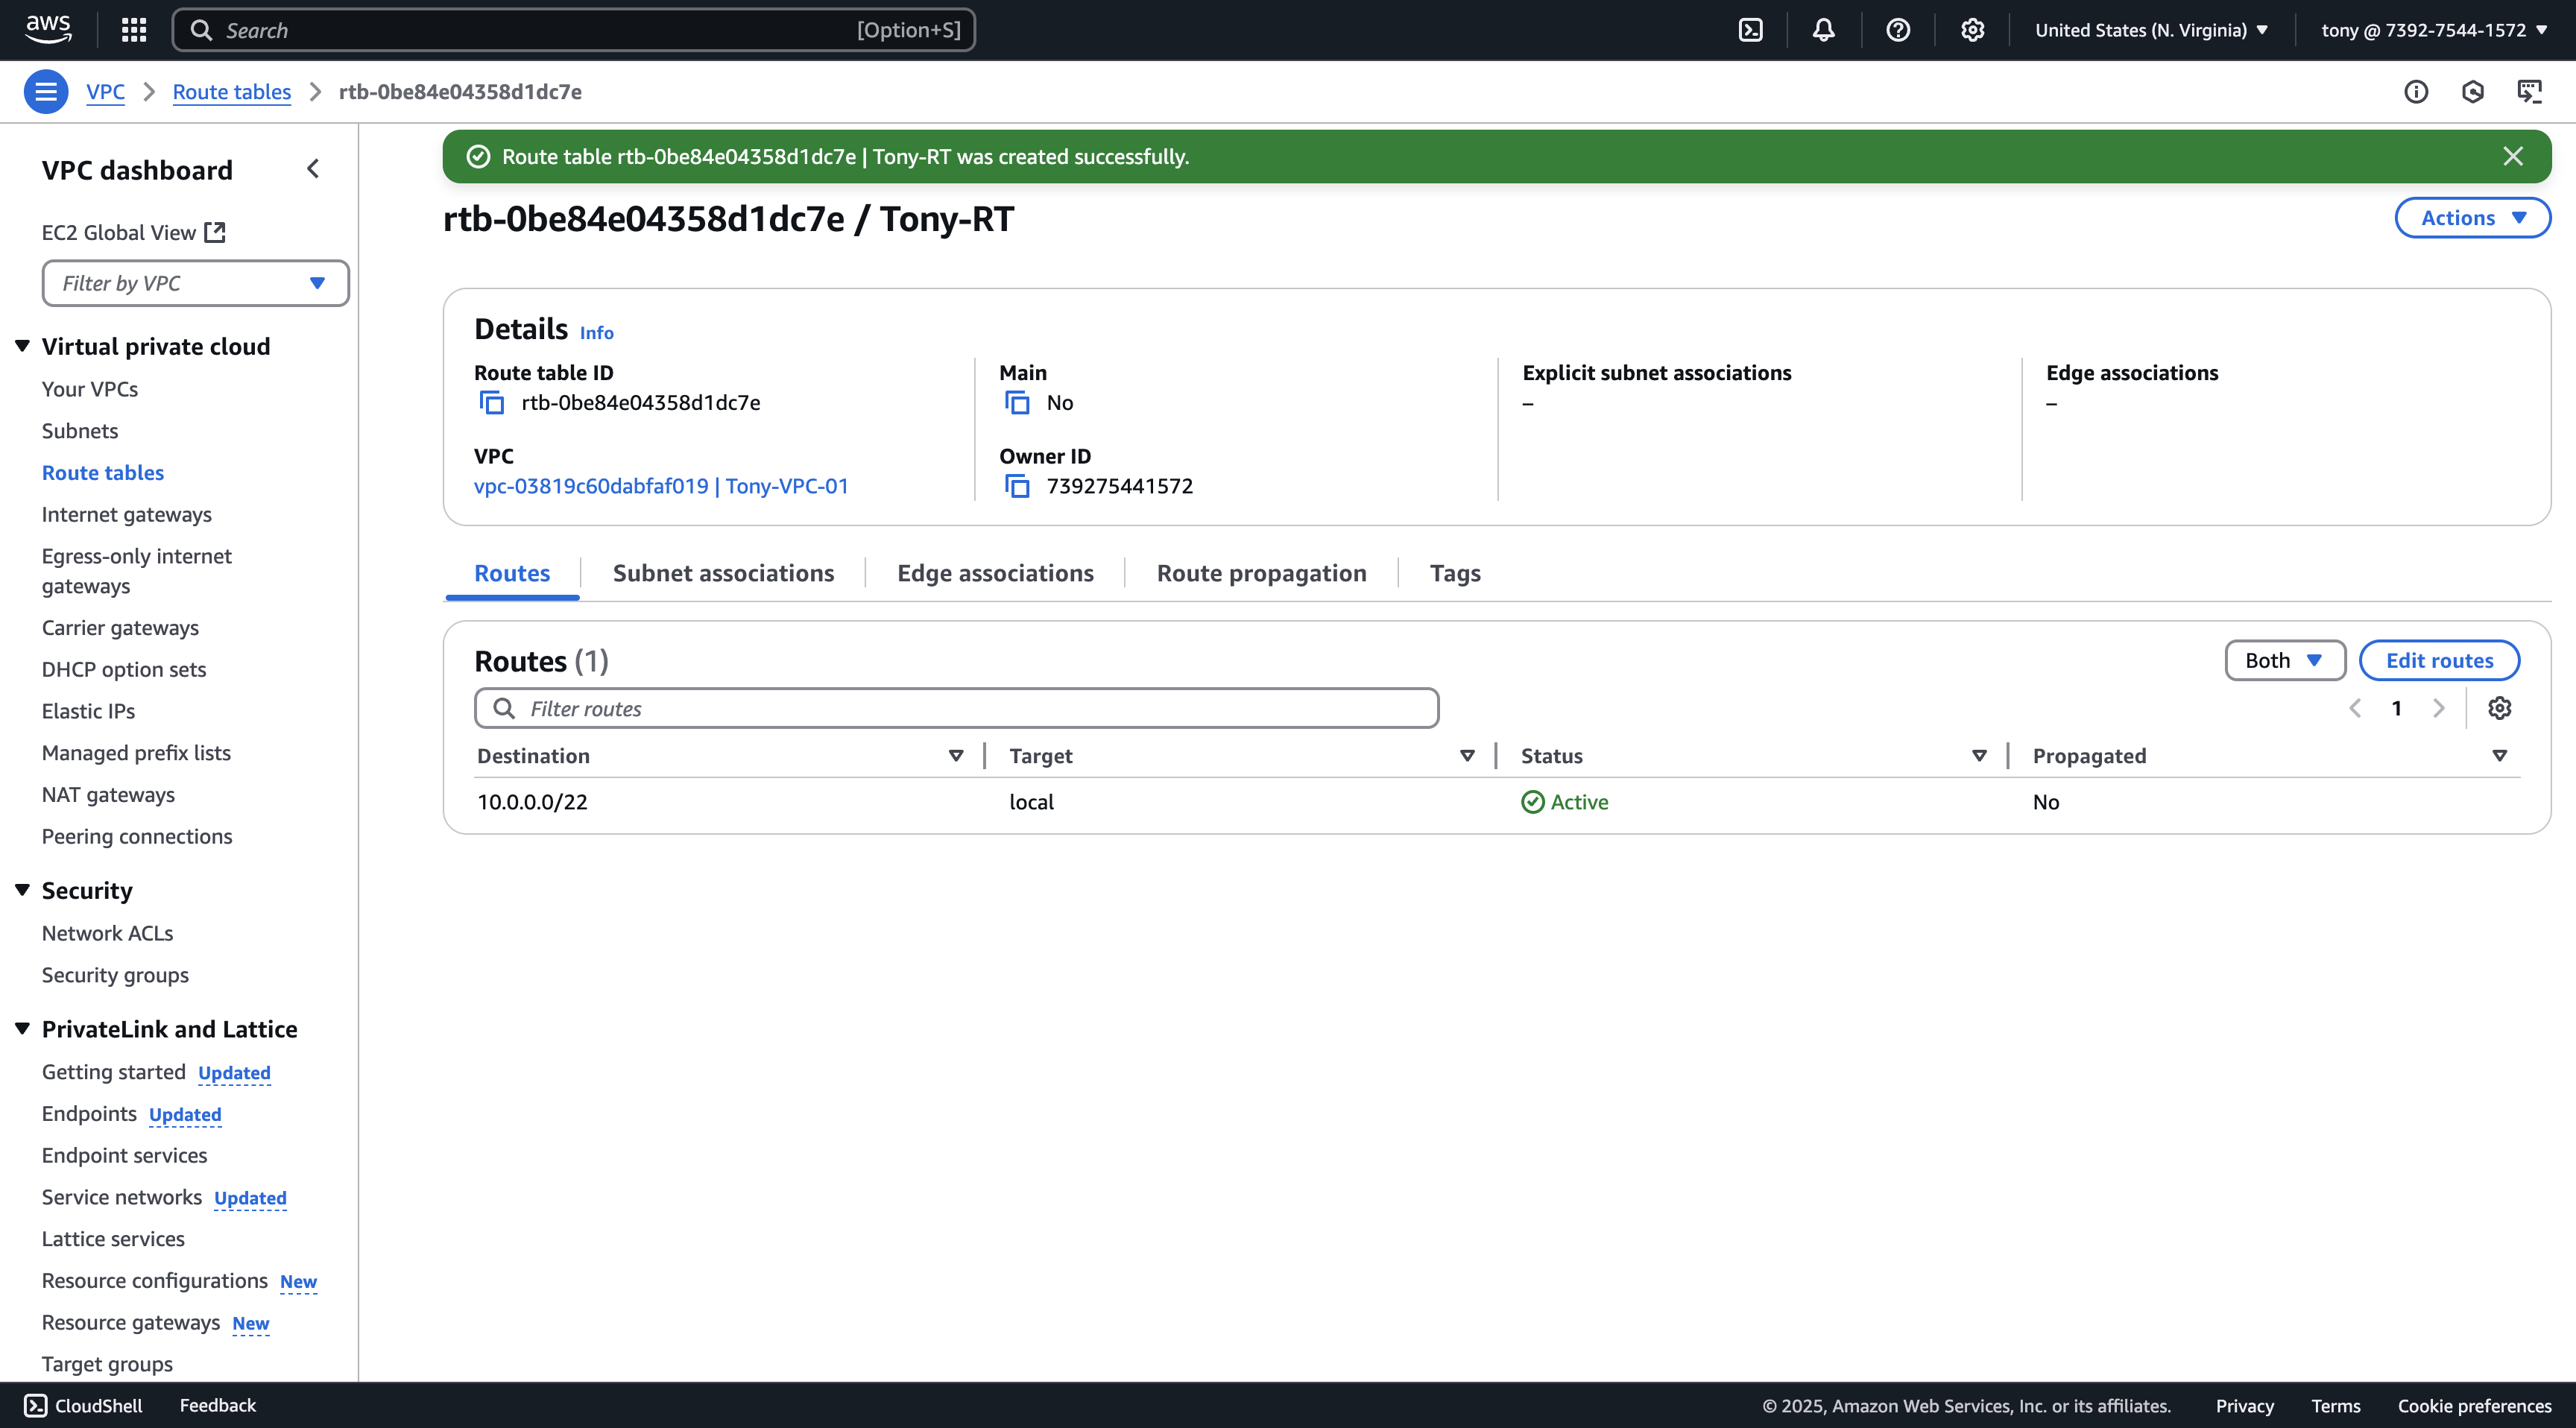 aws
Search [Option+S]
United States (N. Virginia)
tony @ 7392-7544-1572
VPC
Route tables
rtb-0be84e04358d1dc7e
VPC dashboard
EC2 Global View
Filter by VPC
Virtual private cloud
Your VPCs
Subnets
Route tables
Internet gateways
Egress-only internet
gateways
Carrier gateways
DHCP option sets
Elastic IPs
Managed prefix lists
NAT gateways
Peering connections
Security
Network ACLs
Security groups
PrivateLink and Lattice
Getting started Updated
Endpoints Updated
Endpoint services
Service networks Updated
Lattice services
Resource configurations New
Resource gateways New
Target groups
Route table rtb-0be84e04358d1dc7e | Tony-RT was created successfully.
rtb-0be84e04358d1dc7e / Tony-RT
Actions
Details Info
Route table ID
rtb-0be84e04358d1dc7e
Main
No
Explicit subnet associations
–
Edge associations
–
VPC
vpc-03819c60dabfaf019 | Tony-VPC-01
Owner ID
739275441572
Routes
Subnet associations
Edge associations
Route propagation
Tags
Routes (1)
Both
Edit routes
Filter routes
1
Destination Target Status Propagated
10.0.0.0/22 local Active No
CloudShell
Feedback
© 2025, Amazon Web Services, Inc. or its affiliates.
Privacy
Terms
Cookie preferences